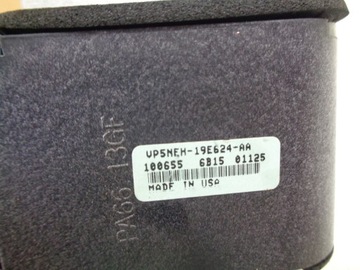 VP5NEH-19E624-AA
100655 6B15 01125
MADE IN USA
PA66 13GF